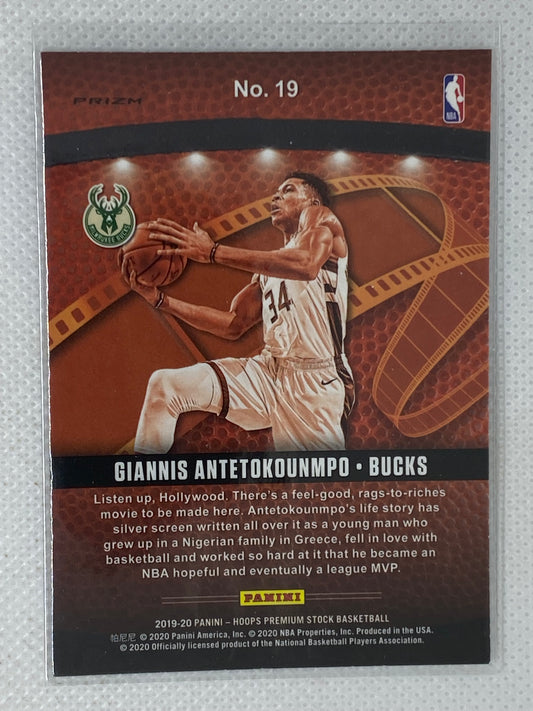 No. 19
PRIZM
NBA
MILWAUKEE BUCKS
34
GIANNIS ANTETOKOUNMPO • BUCKS
Listen up, Hollywood. There's a feel-good, rags-to-riches
movie to be made here. Antetokounmpo's life story has
silver screen written all over it as a young man who
grew up in a Nigerian family in Greece, fell in love with
basketball and worked so hard at it that he became an
NBA hopeful and eventually a league MVP.
PANINI
2019-20 PANINI – HOOPS PREMIUM STOCK BASKETBALL
帕尼尼 © 2020 Panini America, Inc. © 2020 NBA Properties, Inc. Produced in the USA.
© 2020 Officially licensed product of the National Basketball Players Association.